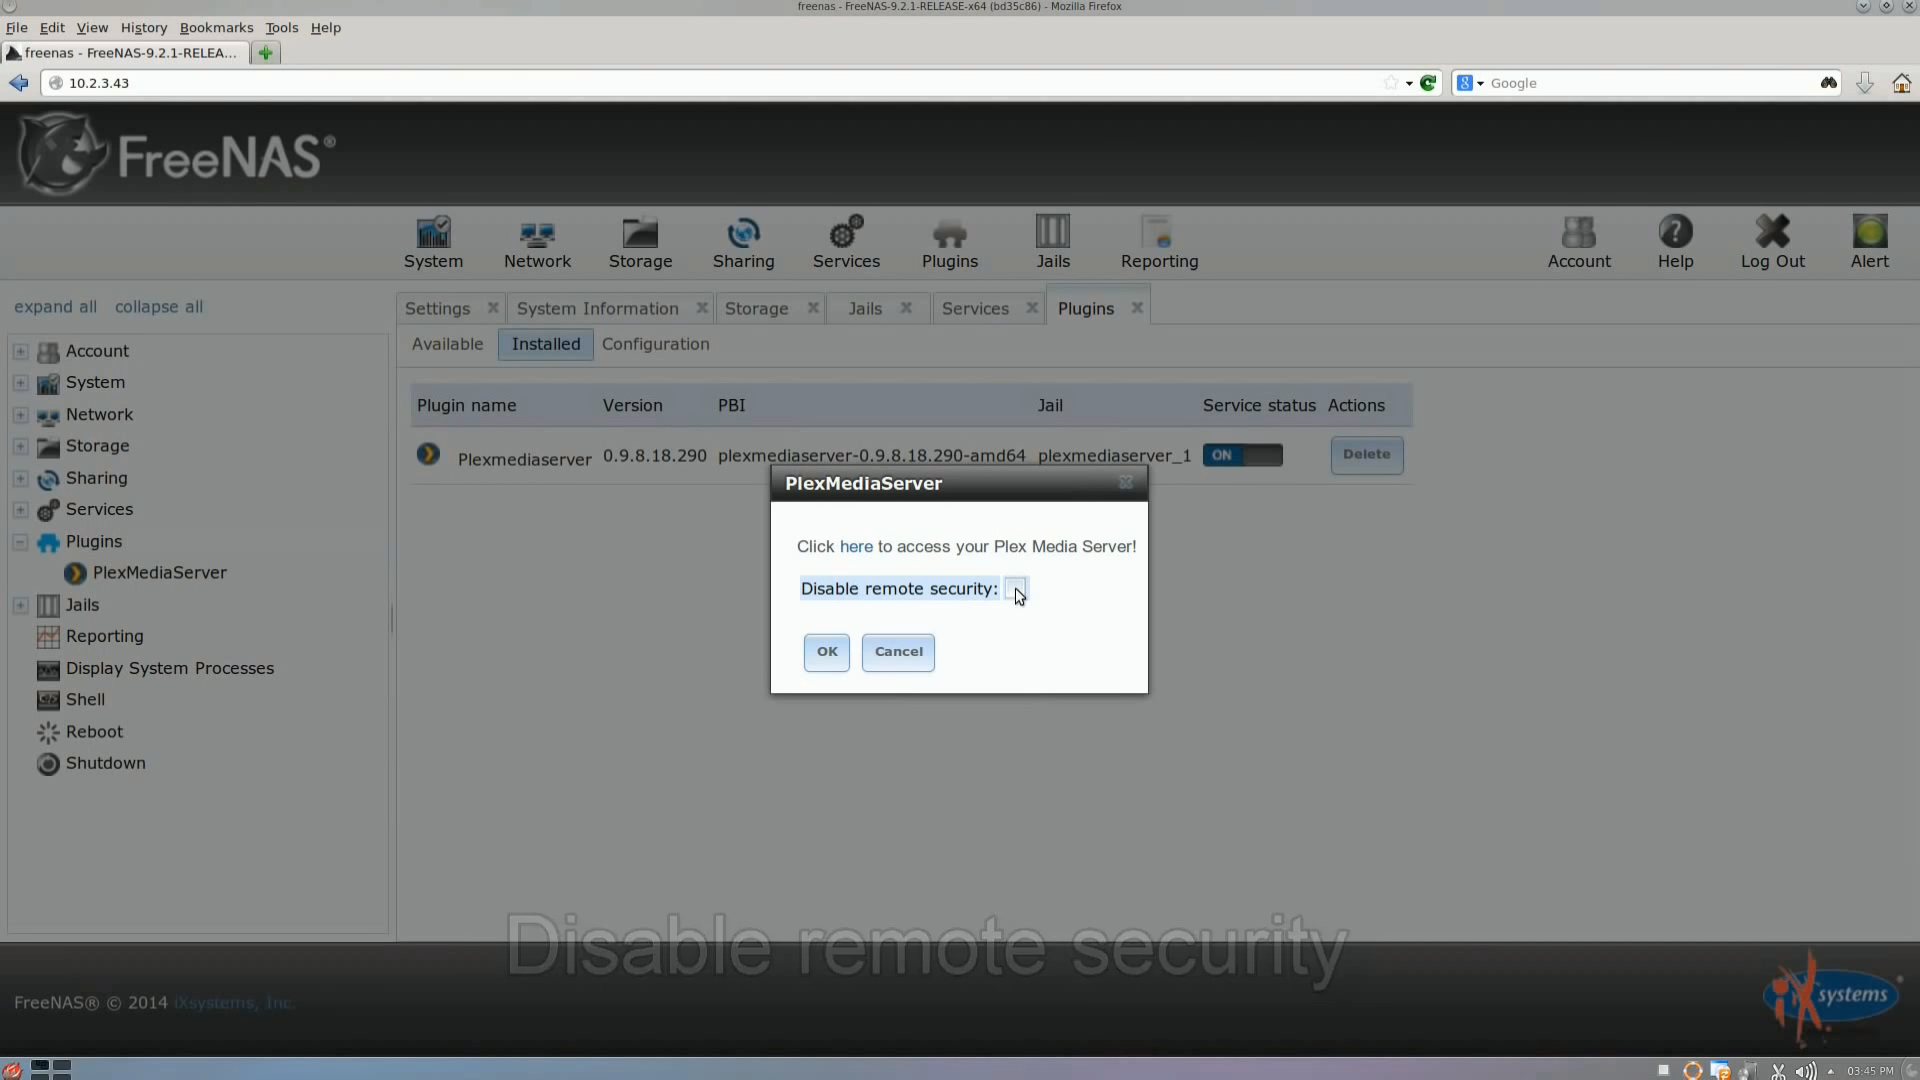 freenas - FreeNAS-9.2.1-RELEASE-x64 (bd35c86) - Mozilla Firefox
File Edit View History Bookmarks Tools Help
freenas - FreeNAS-9.2.1-RELEA...
10.2.3.43
Google
FreeNAS®
System Network Storage Sharing Services Plugins Jails Reporting Account Help Log Out Alert
expand all collapse all
Settings System Information Storage Jails Services Plugins
Available Installed Configuration
Account
System
Network
Storage
Sharing
Services
Plugins
PlexMediaServer
Jails
Reporting
Display System Processes
Shell
Reboot
Shutdown
Plugin name Version PBI Jail Service status Actions
Plexmediaserver 0.9.8.18.290 plexmediaserver-0.9.8.18.290-amd64 plexmediaserver_1 ON Delete
PlexMediaServer
Click here to access your Plex Media Server!
Disable remote security:
OK Cancel
Disable remote security
FreeNAS® © 2014 iXsystems, Inc.
iXsystems
03:45 PM